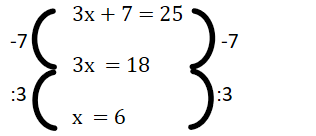 3x + 7 = 25
-7 -7
3x = 18
:3 :3
x = 6